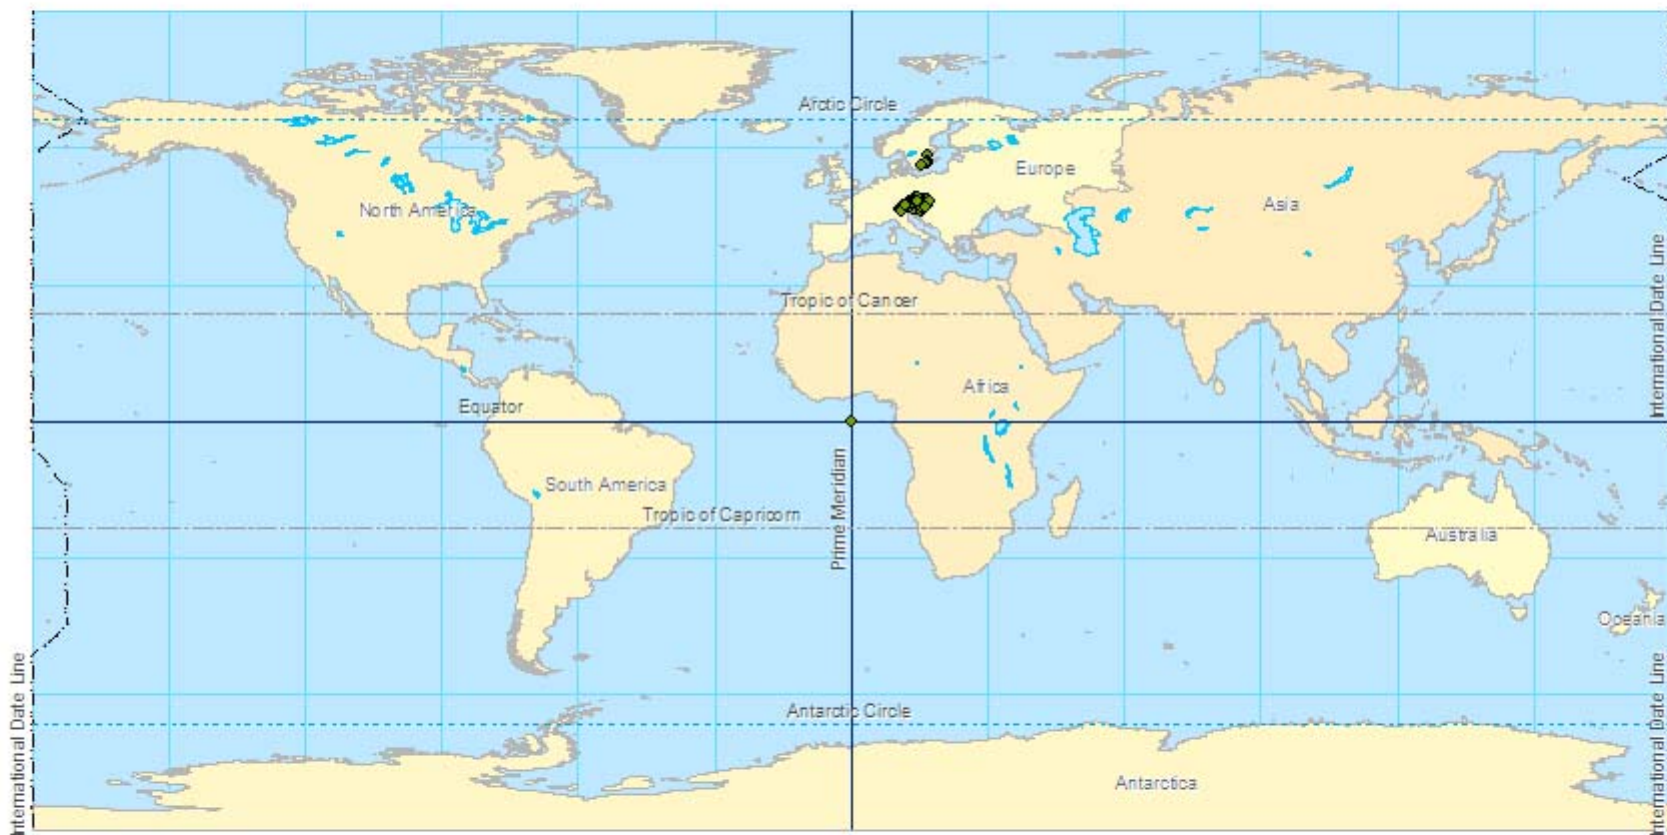 Arctic Circle
Europe
North America
Asia
Tropic of Cancer
International Date Line
Africa
Equator
South America
Prime Meridian
Tropic of Capricorn
Australia
Oceania
International Date Line
Antarctic Circle
International Date Line
Antarctica